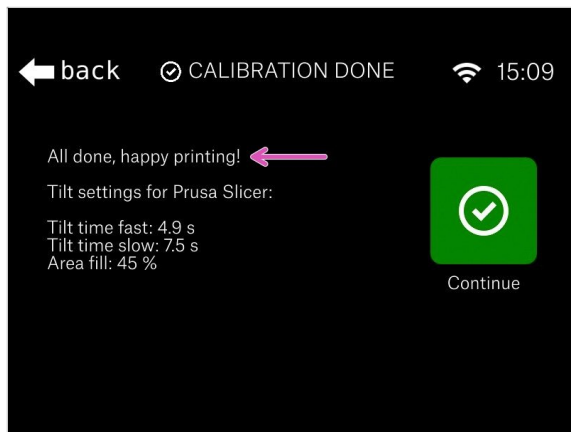 back
CALIBRATION DONE
15:09
All done, happy printing!
Tilt settings for Prusa Slicer:
Tilt time fast: 4.9 s
Tilt time slow: 7.5 s
Area fill: 45 %
Continue